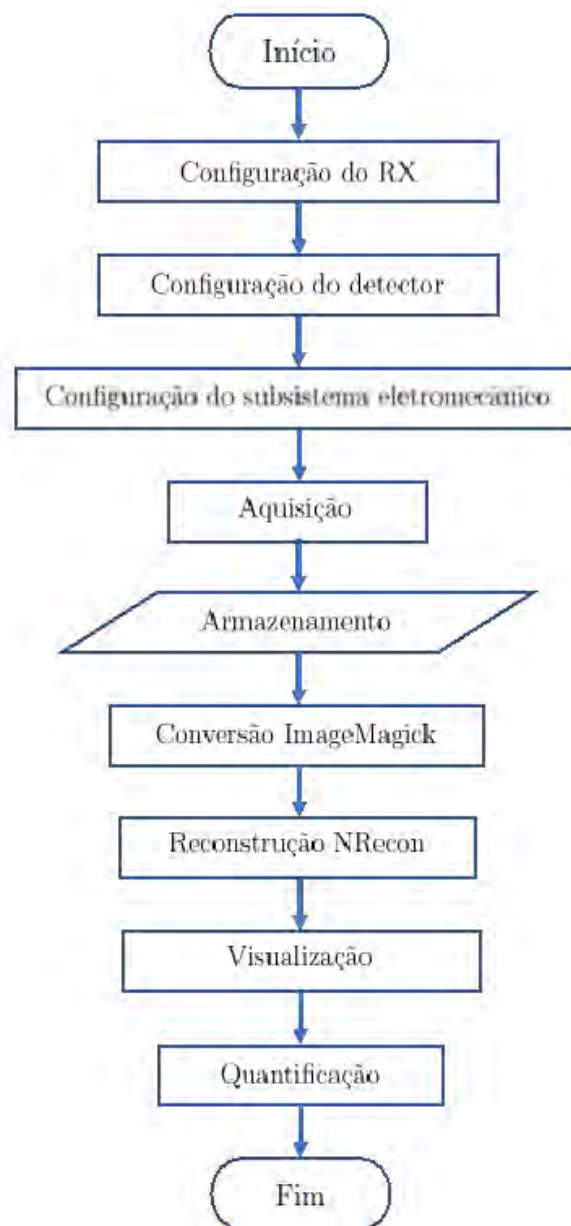 Início
Configuração do RX
Configuração do detector
Configuração do subsistema eletromecânico
Aquisição
Armazenamento
Conversão ImageMagick
Reconstrução NRecon
Visualização
Quantificação
Fim